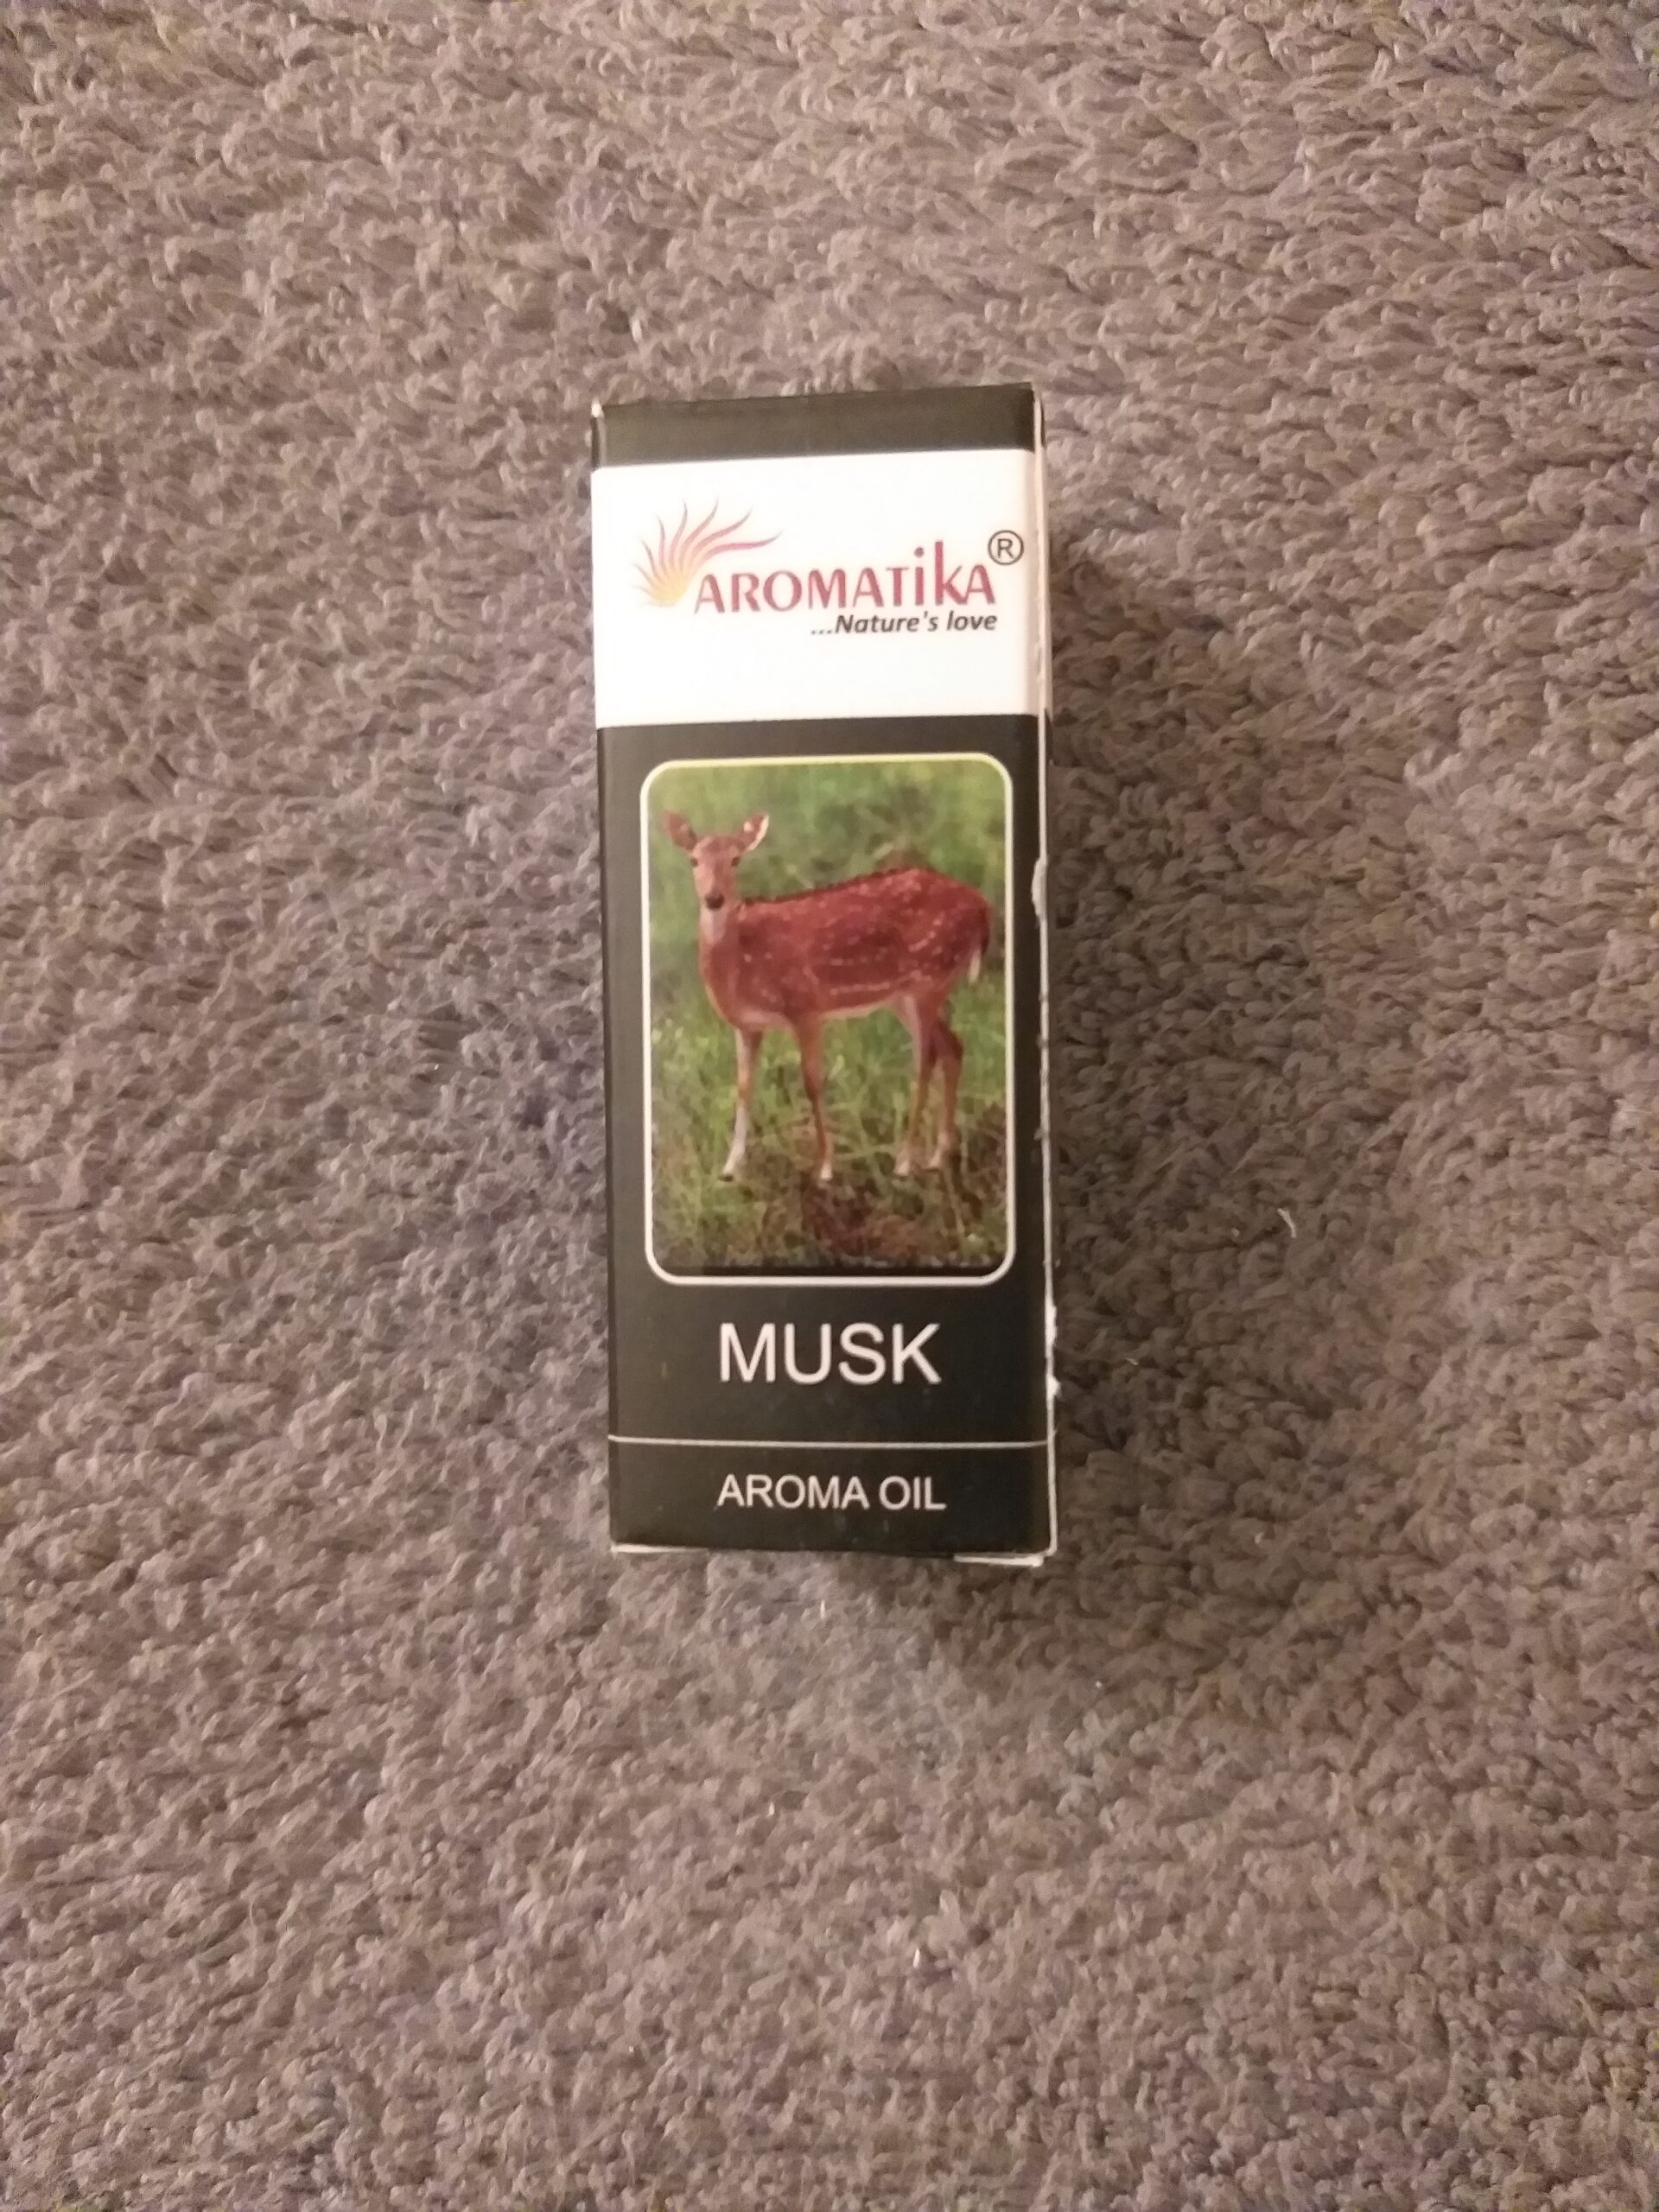 AROMATIKA®
...Nature's love
MUSK
AROMA OIL